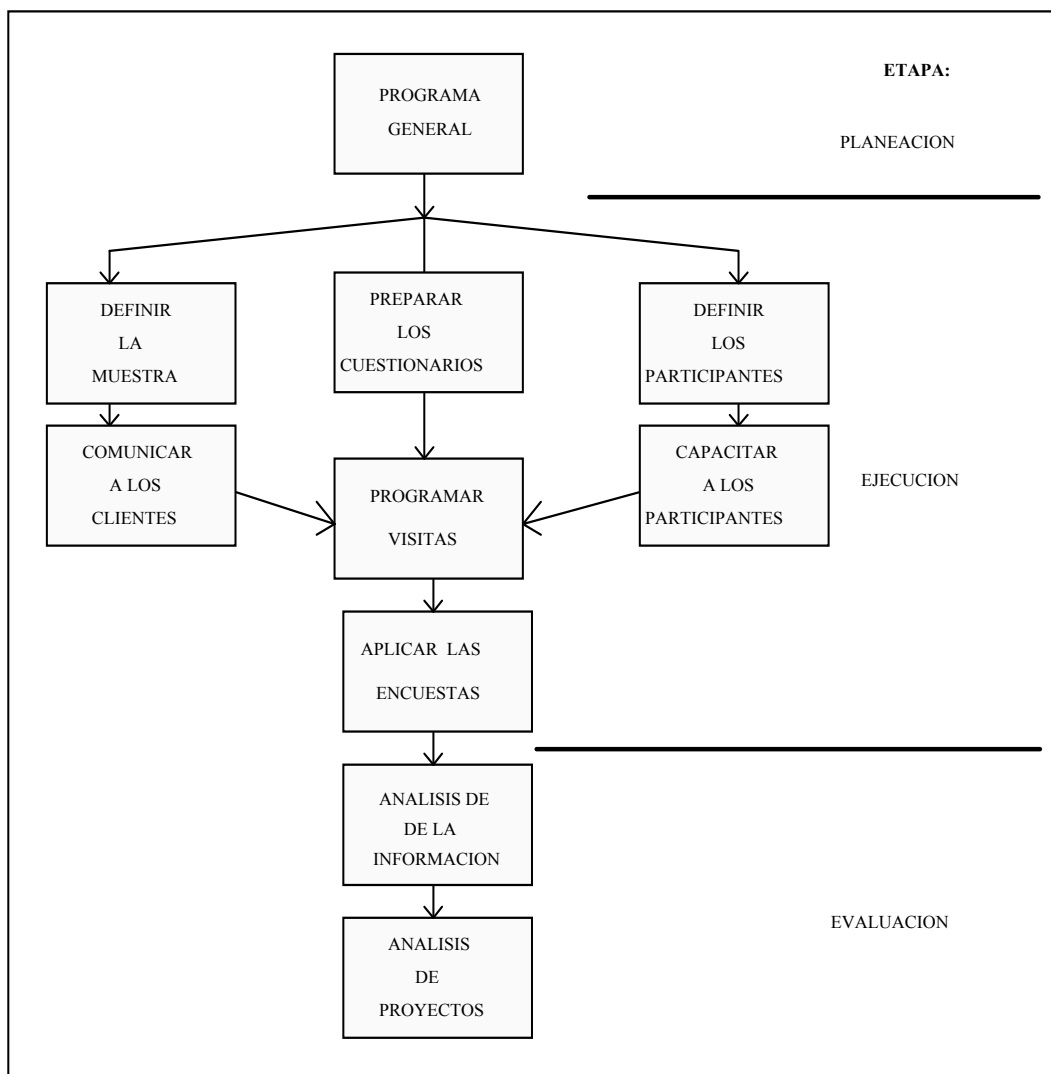 ETAPA:
PROGRAMA
GENERAL
PLANEACION
DEFINIR
LA
MUESTRA
PREPARAR
LOS
CUESTIONARIOS
DEFINIR
LOS
PARTICIPANTES
COMUNICAR
A LOS
CLIENTES
PROGRAMAR
VISITAS
CAPACITAR
A LOS
PARTICIPANTES
EJECUCION
APLICAR LAS
ENCUESTAS
ANALISIS DE
DE LA
INFORMACION
EVALUACION
ANALISIS
DE
PROYECTOS